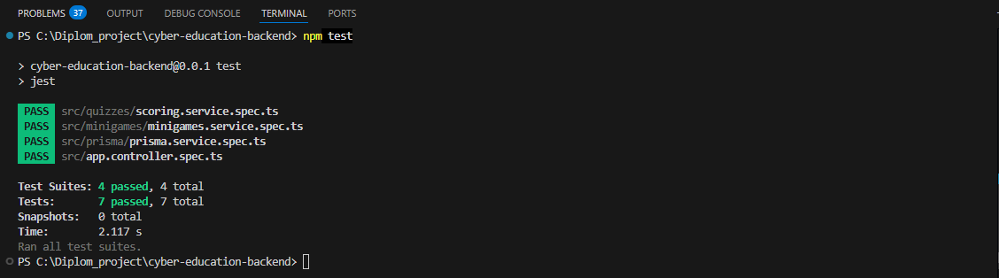 PROBLEMS 37 OUTPUT DEBUG CONSOLE TERMINAL PORTS
PS C:\Diplom_project\cyber-education-backend> npm test
> cyber-education-backend@0.0.1 test
> jest
PASS src/quizzes/scoring.service.spec.ts
PASS src/minigames/minigames.service.spec.ts
PASS src/prisma/prisma.service.spec.ts
PASS src/app.controller.spec.ts
Test Suites: 4 passed, 4 total
Tests: 7 passed, 7 total
Snapshots: 0 total
Time: 2.117 s
Ran all test suites.
PS C:\Diplom_project\cyber-education-backend>